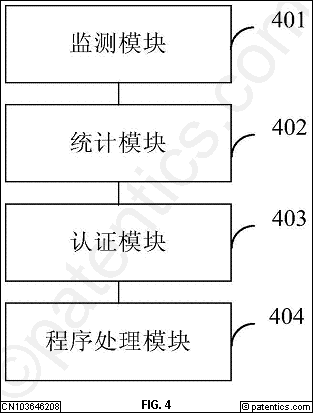 监测模块
401
统计模块
402
认证模块
403
程序处理模块
404
©patentics.com
CN103646208
FIG. 4
© patentics.com